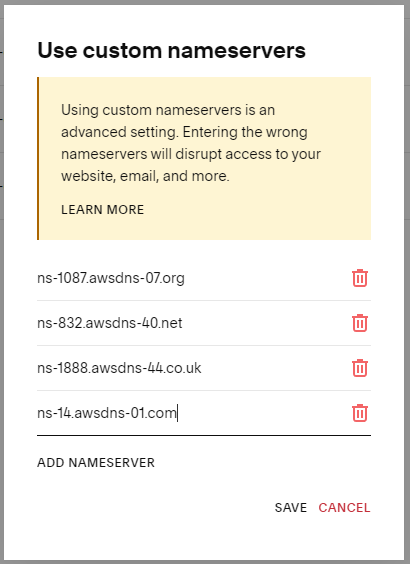 Use custom nameservers
Using custom nameservers is an
advanced setting. Entering the wrong
nameservers will disrupt access to your
website, email, and more.
LEARN MORE
ns-1087.awsdns-07.org
ns-832.awsdns-40.net
ns-1888.awsdns-44.co.uk
ns-14.awsdns-01.com
ADD NAMESERVER
SAVE CANCEL